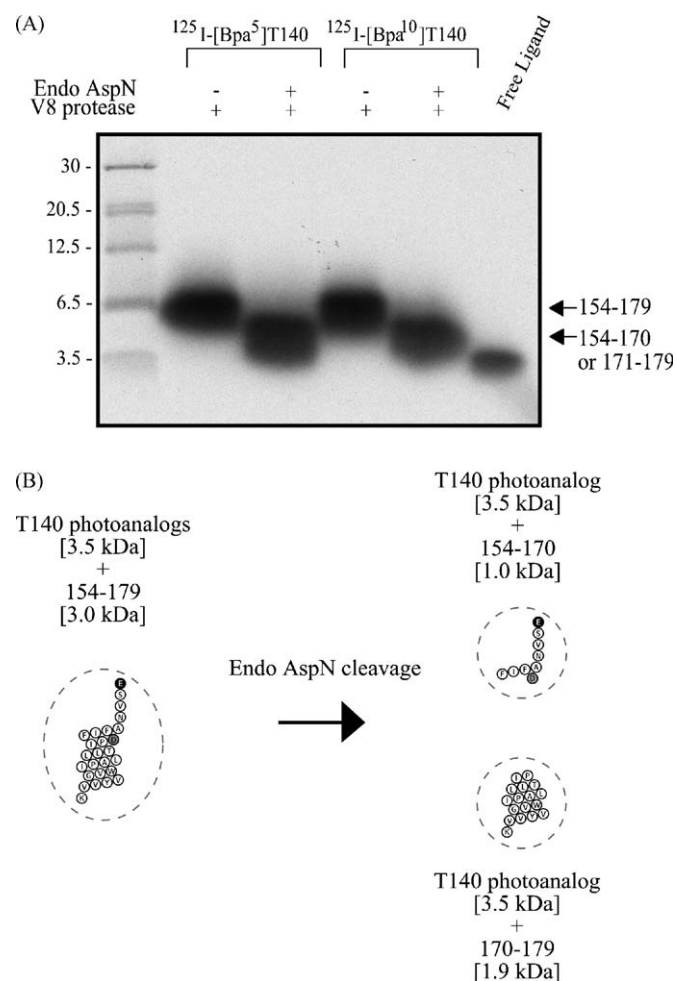 (A)
125I-[Bpa5]T140 125I-[Bpa10]T140
Free Ligand
Endo AspN - + - +
V8 protease + + + +
30 -
20.5 -
12.5 -
6.5 -
3.5 -
154-179
154-170
or 171-179
(B)
T140 photoanalogs
[3.5 kDa]
+
154-179
[3.0 kDa]
E
S
V
N
F I F A
I P D
L L T
I P A L
G V W
V V Y V
K
Endo AspN cleavage
T140 photoanalog
[3.5 kDa]
+
154-170
[1.0 kDa]
E
S
V
N
F I F A
D
I P
L L T
I P A L
G V W
V V Y V
K
T140 photoanalog
[3.5 kDa]
+
170-179
[1.9 kDa]